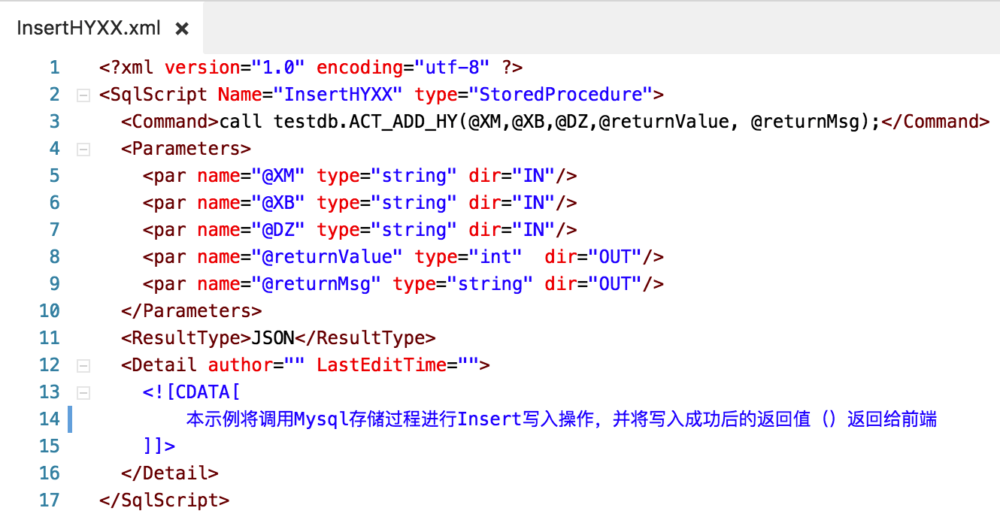 InsertHYXX.xml ×
1 <?xml version="1.0" encoding="utf-8" ?>
2 <SqlScript Name="InsertHYXX" type="StoredProcedure">
3 <Command>call testdb.ACT_ADD_HY(@XM,@XB,@DZ,@returnValue, @returnMsg);</Command>
4 <Parameters>
5 <par name="@XM" type="string" dir="IN"/>
6 <par name="@XB" type="string" dir="IN"/>
7 <par name="@DZ" type="string" dir="IN"/>
8 <par name="@returnValue" type="int"  dir="OUT"/>
9 <par name="@returnMsg" type="string" dir="OUT"/>
10 </Parameters>
11 <ResultType>JSON</ResultType>
12 <Detail author="" LastEditTime="">
13 <![CDATA[
14 本示例将调用Mysql存储过程进行Insert写入操作，并将写入成功后的返回值（）返回给前端
15 ]]>
16 </Detail>
17 </SqlScript>